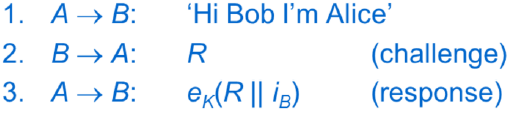 1. A → B: ‘Hi Bob I’m Alice’
2. B → A: R (challenge)
3. A → B: eK(R || iB) (response)